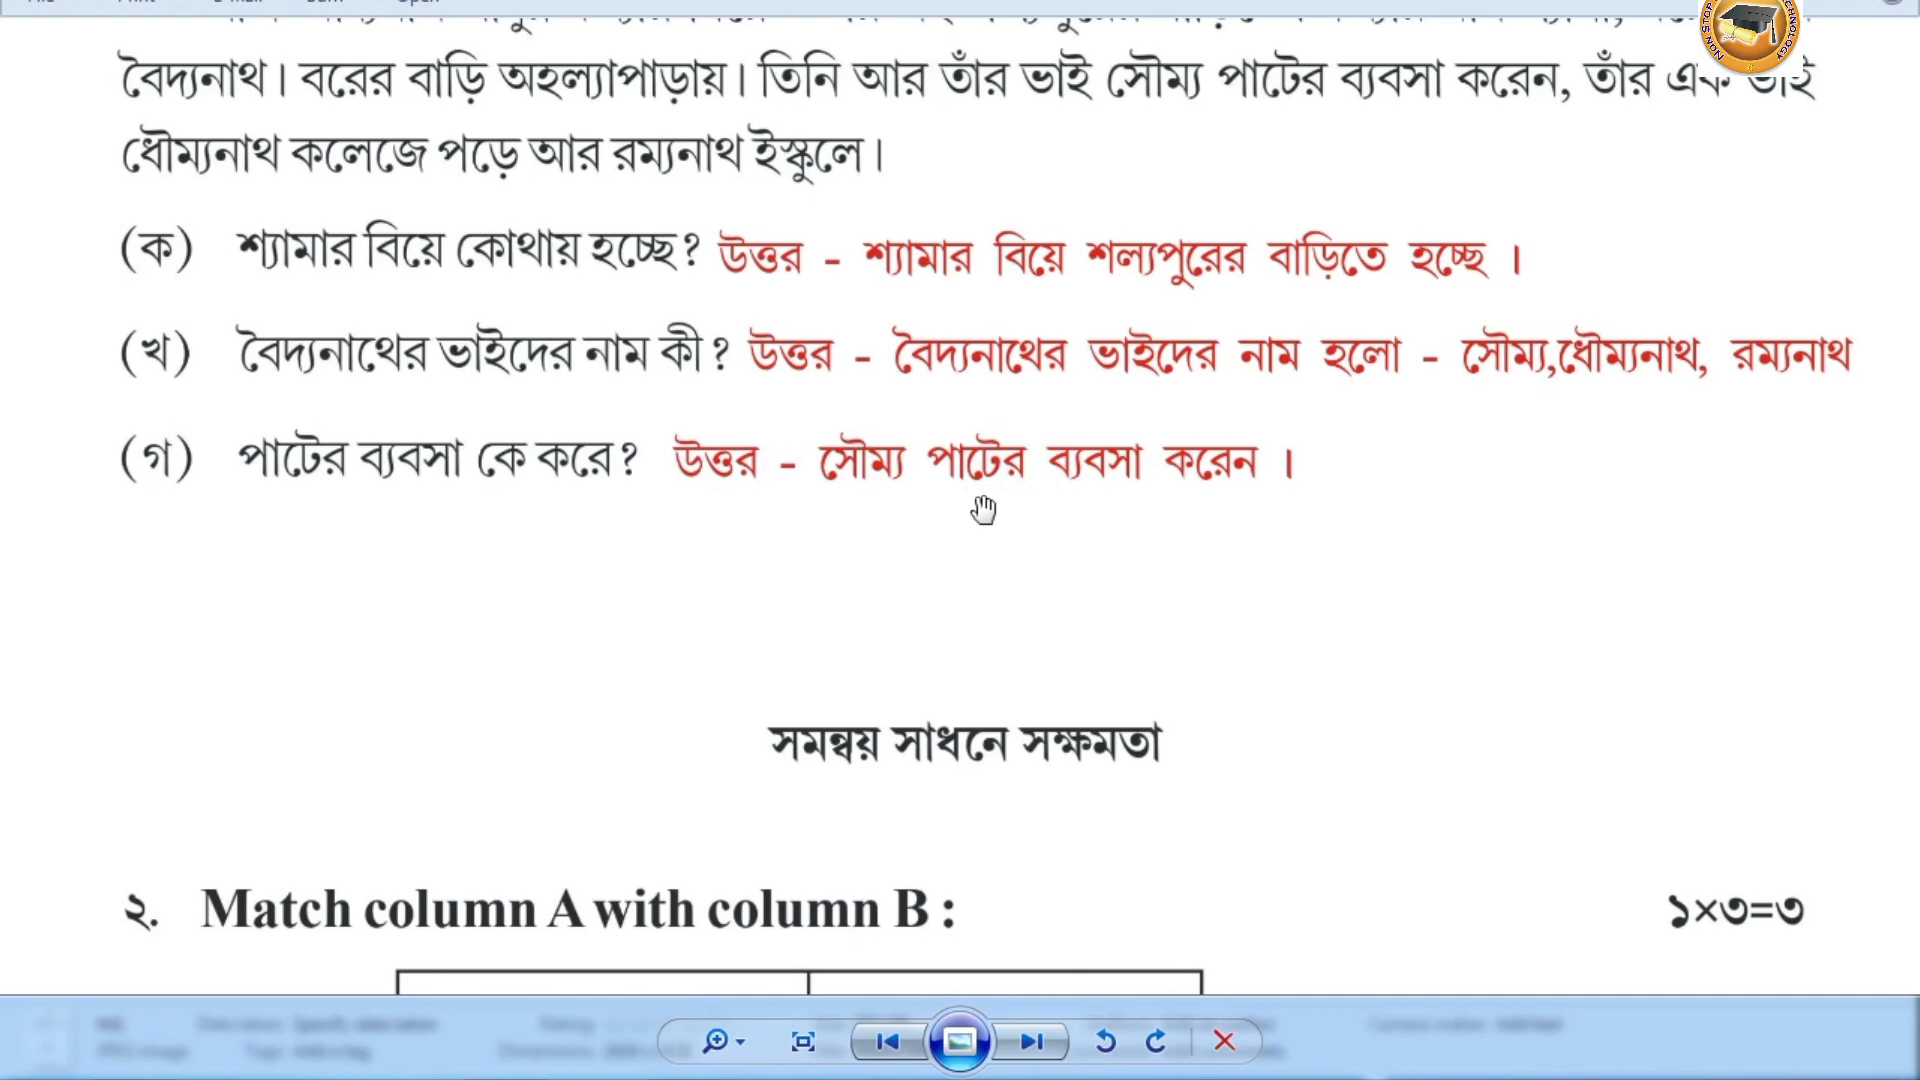 বৈদ্যনাথ। বরের বাড়ি অহল্যাপাড়ায়। তিনি আর তাঁর ভাই সৌম্য পাটের ব্যবসা করেন, তাঁর এক ভাই
ধৌম্যনাথ কলেজে পড়ে আর রম্যনাথ ইস্কুলে।
(ক) শ্যামার বিয়ে কোথায় হচ্ছে? উত্তর - শ্যামার বিয়ে শল্যপুরের বাড়িতে হচ্ছে ।
(খ) বৈদ্যনাথের ভাইদের নাম কী? উত্তর - বৈদ্যনাথের ভাইদের নাম হলো - সৌম্য,ধৌম্যনাথ, রম্যনাথ
(গ) পাটের ব্যবসা কে করে? উত্তর - সৌম্য পাটের ব্যবসা করেন ।
সমন্বয় সাধনে সক্ষমতা
২. Match column A with column B : ১×৩=৩